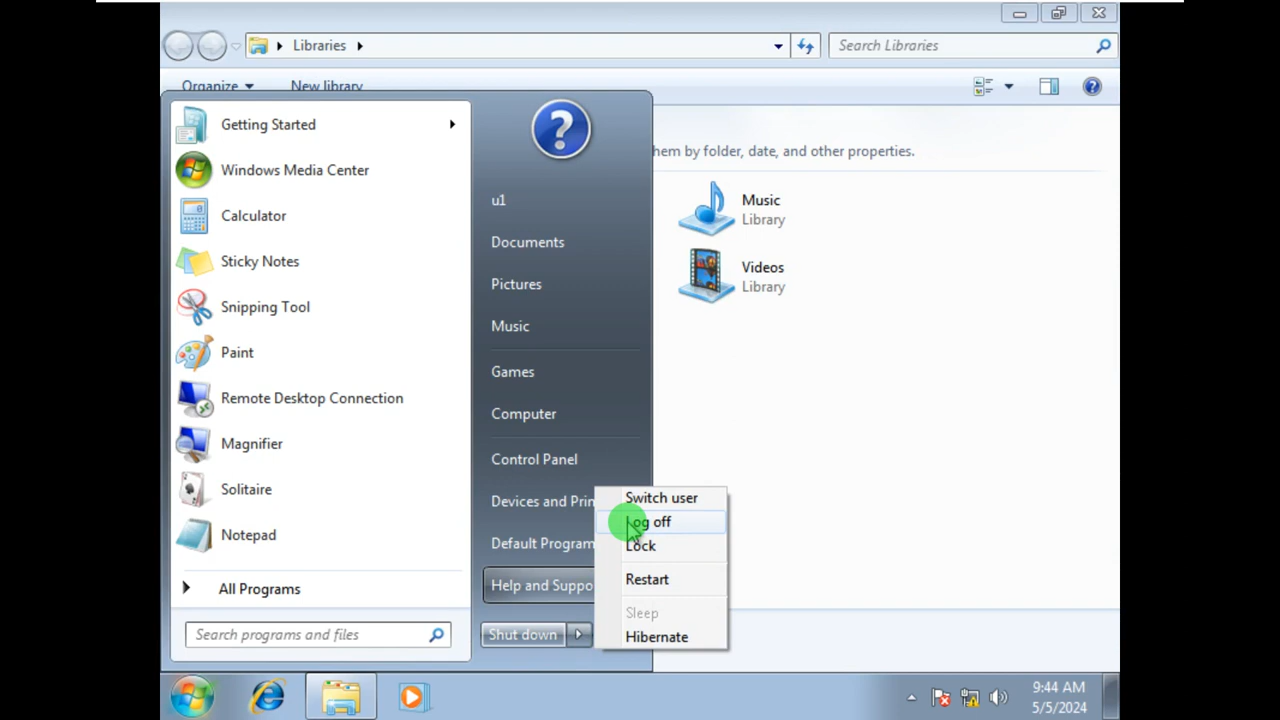 Libraries
Search Libraries
Organize
New library
hem by folder, date, and other properties.
Music
Library
Videos
Library
Getting Started
Windows Media Center
Calculator
Sticky Notes
Snipping Tool
Paint
Remote Desktop Connection
Magnifier
Solitaire
Notepad
All Programs
Search programs and files
u1
Documents
Pictures
Music
Games
Computer
Control Panel
Devices and Prin
Default Program
Help and Suppo
Shut down
Switch user
Log off
Lock
Restart
Sleep
Hibernate
9:44 AM
5/5/2024